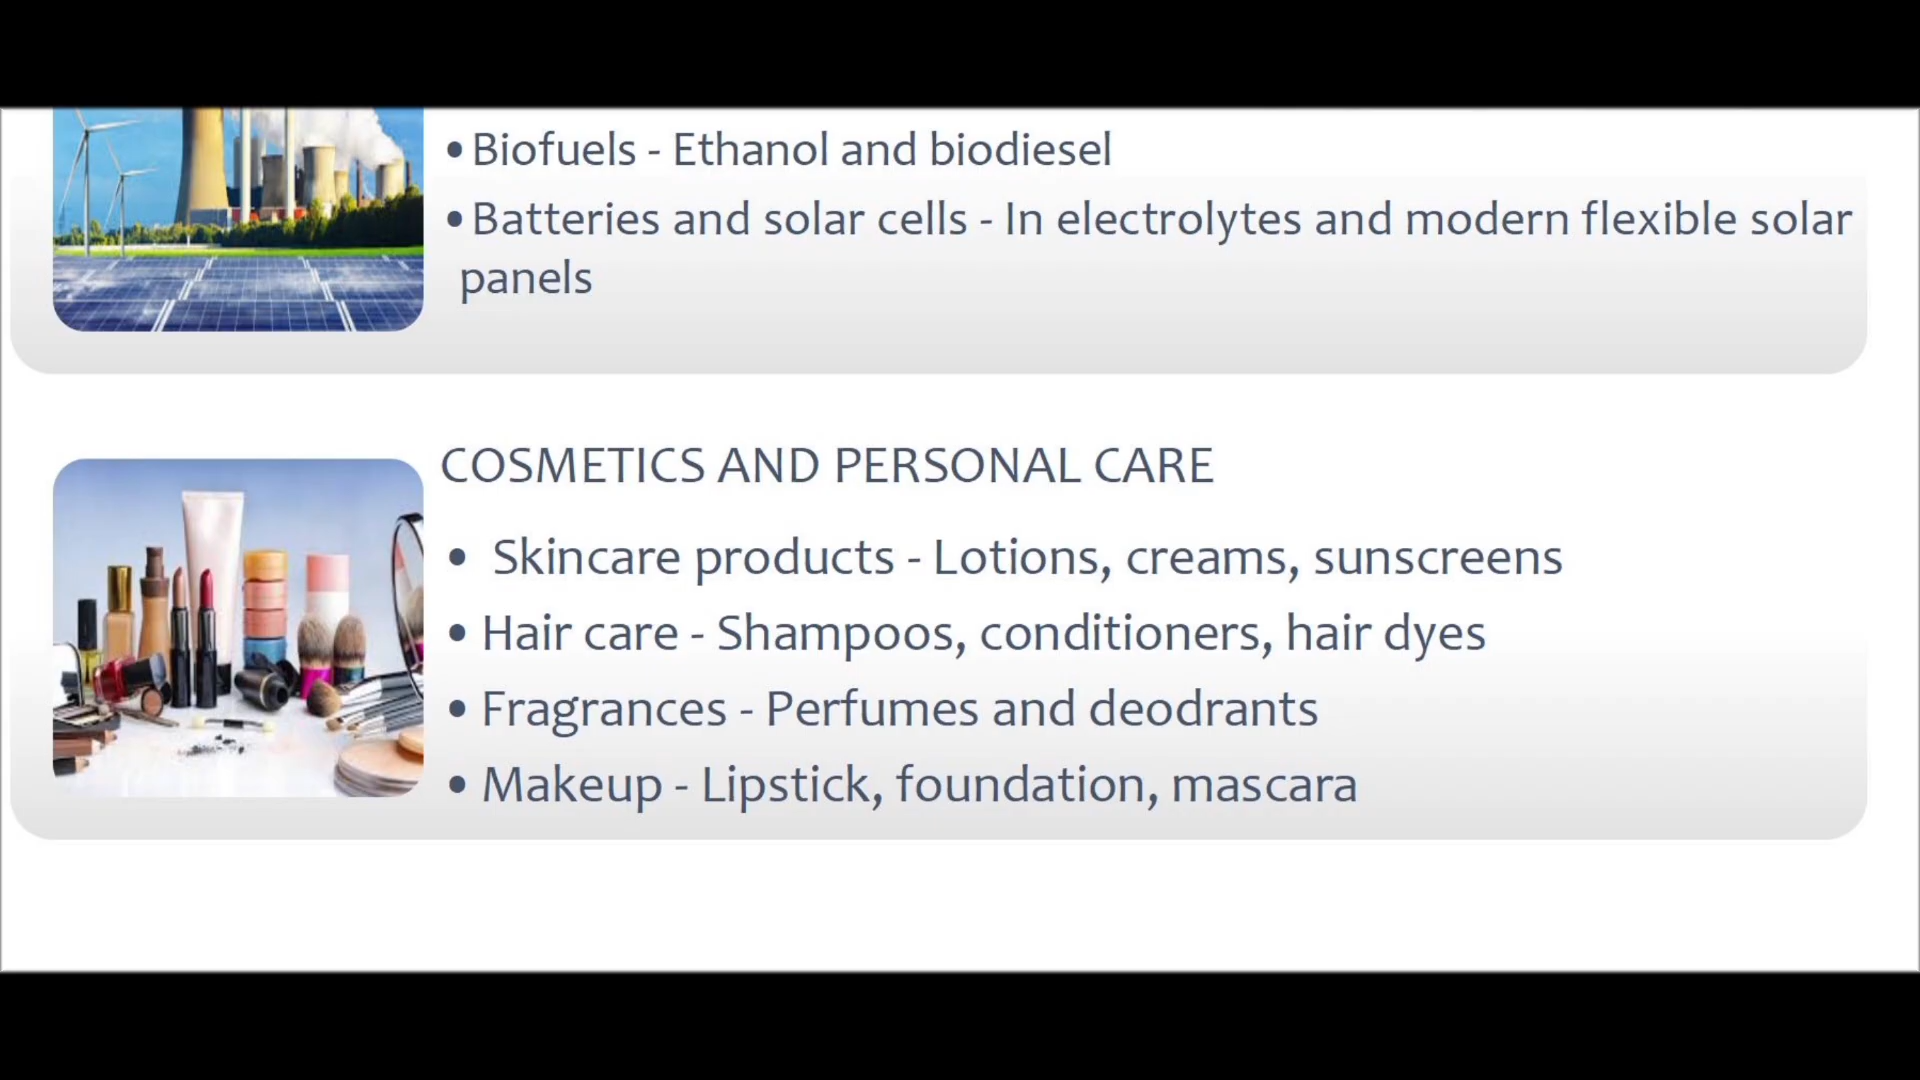 •Biofuels - Ethanol and biodiesel
•Batteries and solar cells - In electrolytes and modern flexible solar
panels
COSMETICS AND PERSONAL CARE
• Skincare products - Lotions, creams, sunscreens
• Hair care - Shampoos, conditioners, hair dyes
• Fragrances - Perfumes and deodrants
• Makeup - Lipstick, foundation, mascara